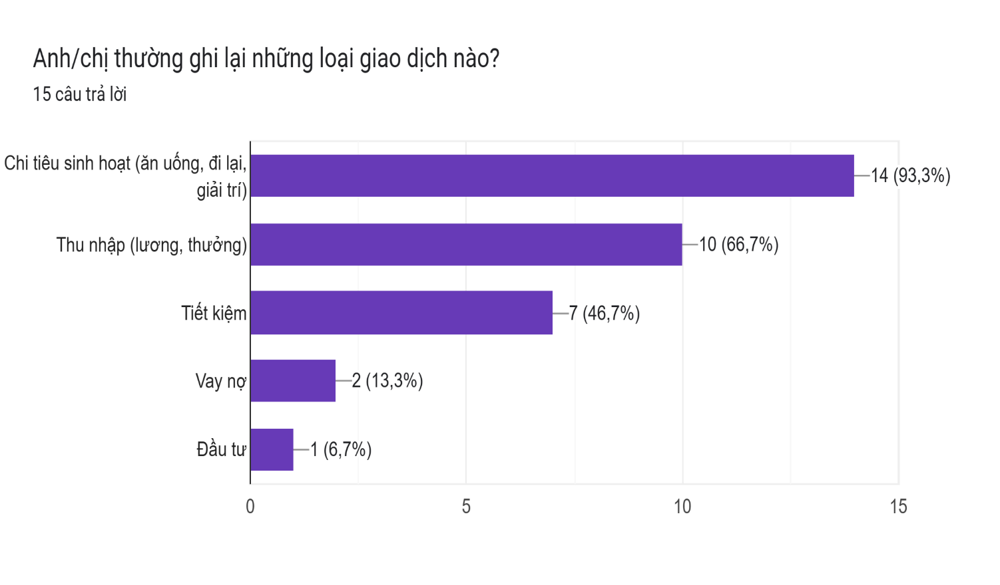 Anh/chị thường ghi lại những loại giao dịch nào?
15 câu trả lời
Chi tiêu sinh hoạt (ăn uống, đi lại,
giải trí)
14 (93,3%)
Thu nhập (lương, thưởng)
10 (66,7%)
Tiết kiệm
7 (46,7%)
Vay nợ
2 (13,3%)
Đầu tư
1 (6,7%)
0 5 10 15